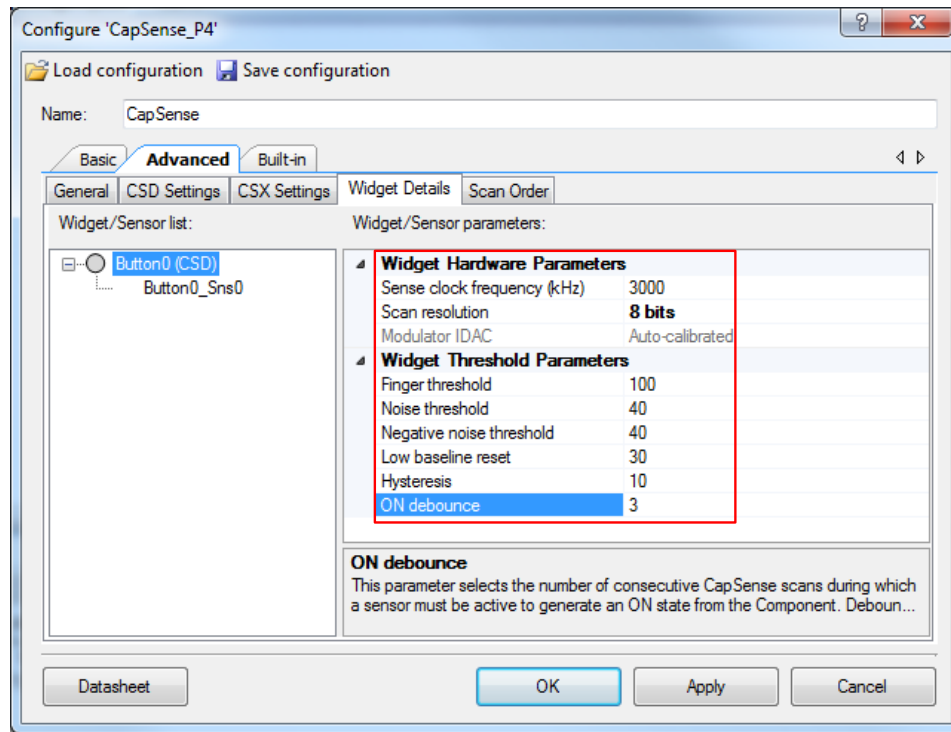 Configure 'CapSense_P4'
Load configuration Save configuration
Name: CapSense
Basic Advanced Built-in
General CSD Settings CSX Settings Widget Details Scan Order
Widget/Sensor list: Widget/Sensor parameters:
Button0 (CSD)
Button0_Sns0
Widget Hardware Parameters
Sense clock frequency (kHz) 3000
Scan resolution 8 bits
Modulator IDAC Auto-calibrated
Widget Threshold Parameters
Finger threshold 100
Noise threshold 40
Negative noise threshold 40
Low baseline reset 30
Hysteresis 10
ON debounce 3
ON debounce
This parameter selects the number of consecutive CapSense scans during which
a sensor must be active to generate an ON state from the Component. Deboun...
Datasheet OK Apply Cancel